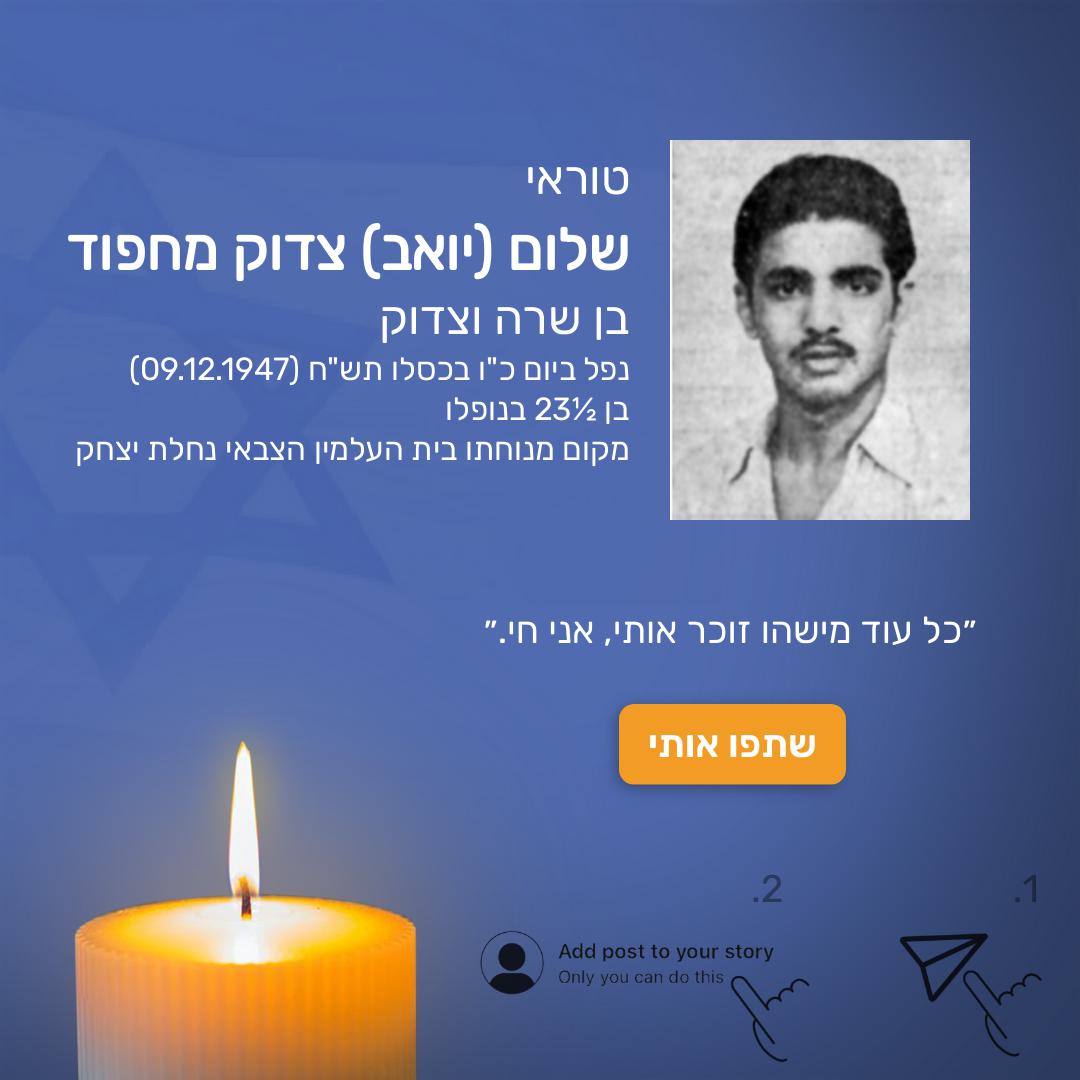 טוראי
שלום (יואב) צדוק מחפוד
בן שרה וצדוק
נפל ביום כ"ו בכסלו תש"ח (09.12.1947)
בן 23½ בנופלו
מקום מנוחתו בית העלמין הצבאי נחלת יצחק
״כל עוד מישהו זוכר אותי, אני חי.״
שתפו אותי
.1
.2
Add post to your story
Only you can do this